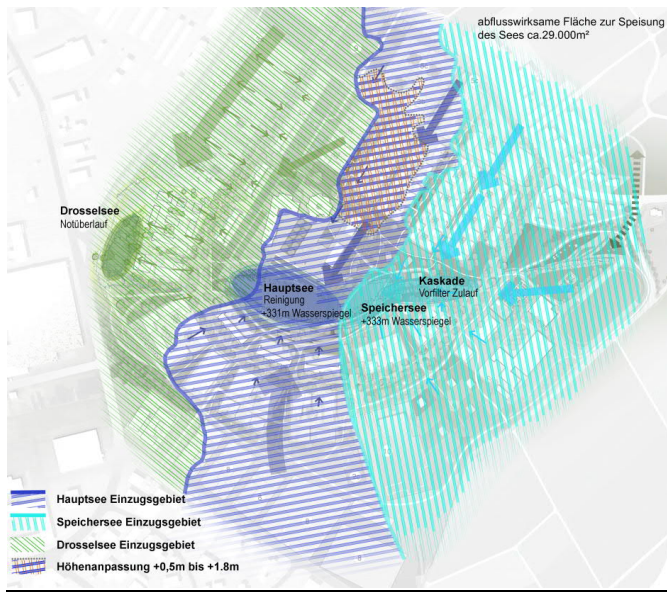 abflusswirksame Fläche zur Speisung
des Sees ca.29.000m²
Drosselsee
Notüberlauf
Hauptsee
Reinigung
+331m Wasserspiegel
Kaskade
Vorfilter Zulauf
Speichersee
+333m Wasserspiegel
Hauptsee Einzugsgebiet
Speichersee Einzugsgebiet
Drosselsee Einzugsgebiet
Höhenanpassung +0,5m bis +1.8m